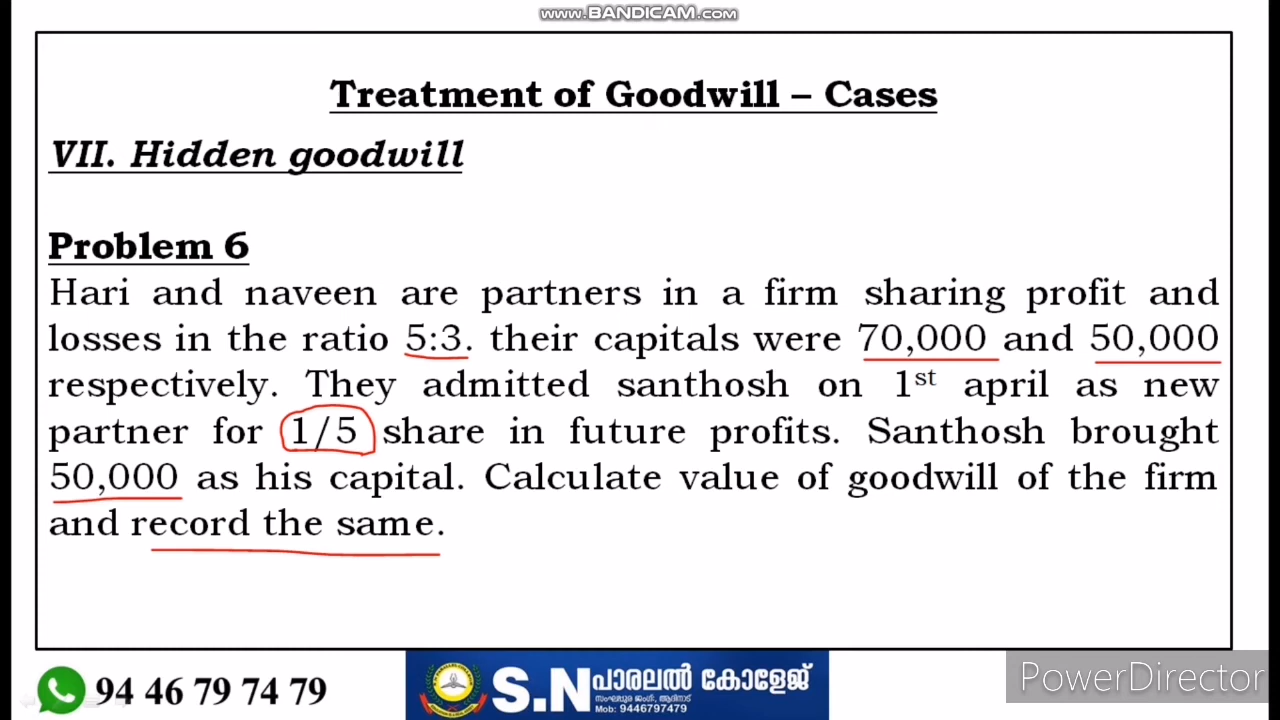 www.BANDICAM.com
Treatment of Goodwill – Cases
VII. Hidden goodwill
Problem 6
Hari and naveen are partners in a firm sharing profit and
losses in the ratio 5:3. their capitals were 70,000 and 50,000
respectively. They admitted santhosh on 1st april as new
partner for 1/5 share in future profits. Santhosh brought
50,000 as his capital. Calculate value of goodwill of the firm
and record the same.
94 46 79 74 79
S.N പാരലൽ കോളേജ്
Mob: 9446797479
PowerDirector